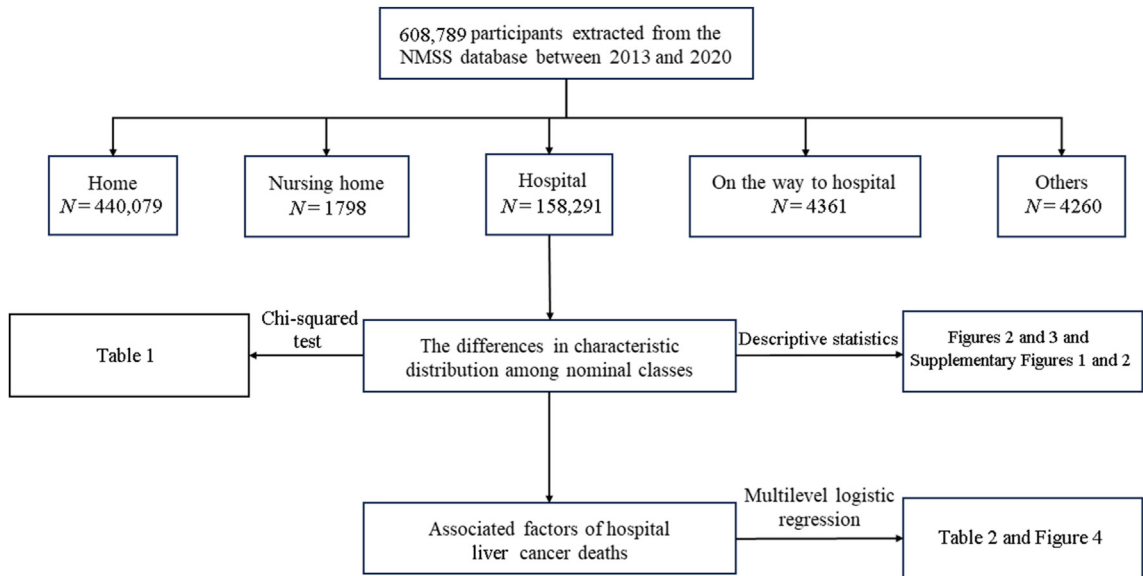 608,789 participants extracted from the
NMSS database between 2013 and 2020
Home
N = 440,079
Nursing home
N = 1798
Hospital
N = 158,291
On the way to hospital
N = 4361
Others
N = 4260
Chi-squared
test
Table 1
The differences in characteristic
distribution among nominal classes
Descriptive statistics
Figures 2 and 3 and
Supplementary Figures 1 and 2
Associated factors of hospital
liver cancer deaths
Multilevel logistic
regression
Table 2 and Figure 4